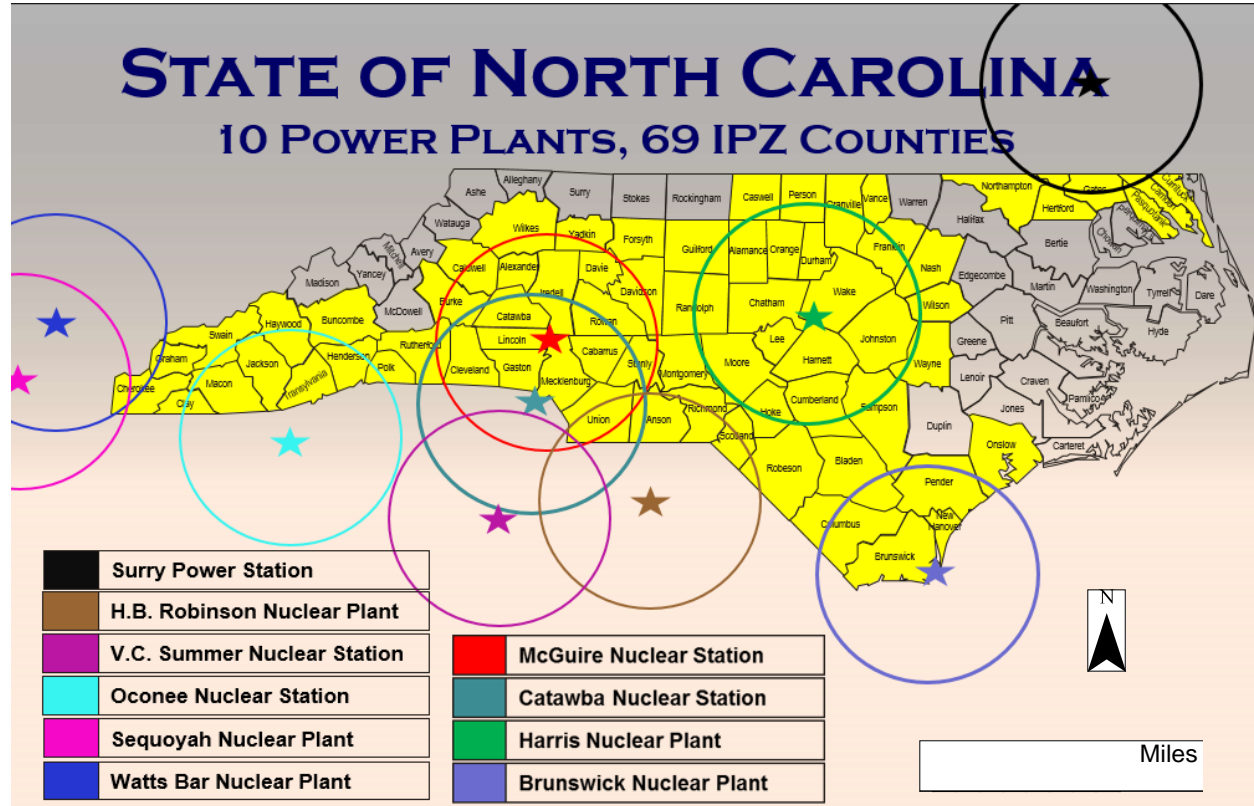 STATE OF NORTH CAROLINA
10 POWER PLANTS, 69 IPZ COUNTIES
Ashe
Alleghany
Surry
Stokes
Rockingham
Caswell
Person
Granville
Vance
Warren
Northampton
Gates
Hertford
Currituck
Camden
Pasquotank
Perquimans
Chowan
Halifax
Bertie
Watauga
Wilkes
Yadkin
Forsyth
Guilford
Alamance
Orange
Durham
Franklin
Nash
Edgecombe
Martin
Washington
Tyrrell
Dare
Mitchell
Avery
Caldwell
Alexander
Davie
Iredell
Davidson
Randolph
Chatham
Wake
Wilson
Pitt
Beaufort
Hyde
Madison
Yancey
McDowell
Burke
Catawba
Rowan
Lincoln
Buncombe
Haywood
Swain
Graham
Cherokee
Clay
Macon
Jackson
Transylvania
Henderson
Polk
Rutherford
Cleveland
Gaston
Mecklenburg
Cabarrus
Stanly
Montgomery
Moore
Lee
Harnett
Johnston
Wayne
Greene
Lenoir
Craven
Pamlico
Jones
Carteret
Onslow
Duplin
Sampson
Cumberland
Hoke
Scotland
Richmond
Anson
Union
Robeson
Bladen
Pender
Columbus
New
Hanover
Brunswick
Surry Power Station
H.B. Robinson Nuclear Plant
V.C. Summer Nuclear Station
Oconee Nuclear Station
Sequoyah Nuclear Plant
Watts Bar Nuclear Plant
McGuire Nuclear Station
Catawba Nuclear Station
Harris Nuclear Plant
Brunswick Nuclear Plant
N
Miles